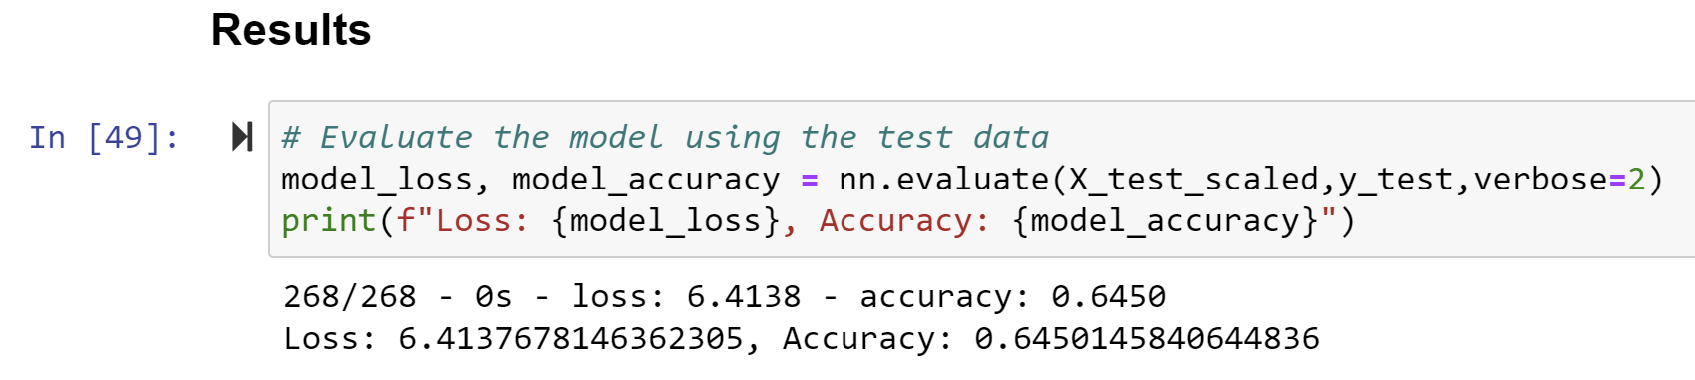 Results
In [49]:
# Evaluate the model using the test data
model_loss, model_accuracy = nn.evaluate(X_test_scaled,y_test,verbose=2)
print(f"Loss: {model_loss}, Accuracy: {model_accuracy}")
268/268 - 0s - loss: 6.4138 - accuracy: 0.6450
Loss: 6.4137678146362305, Accuracy: 0.6450145840644836